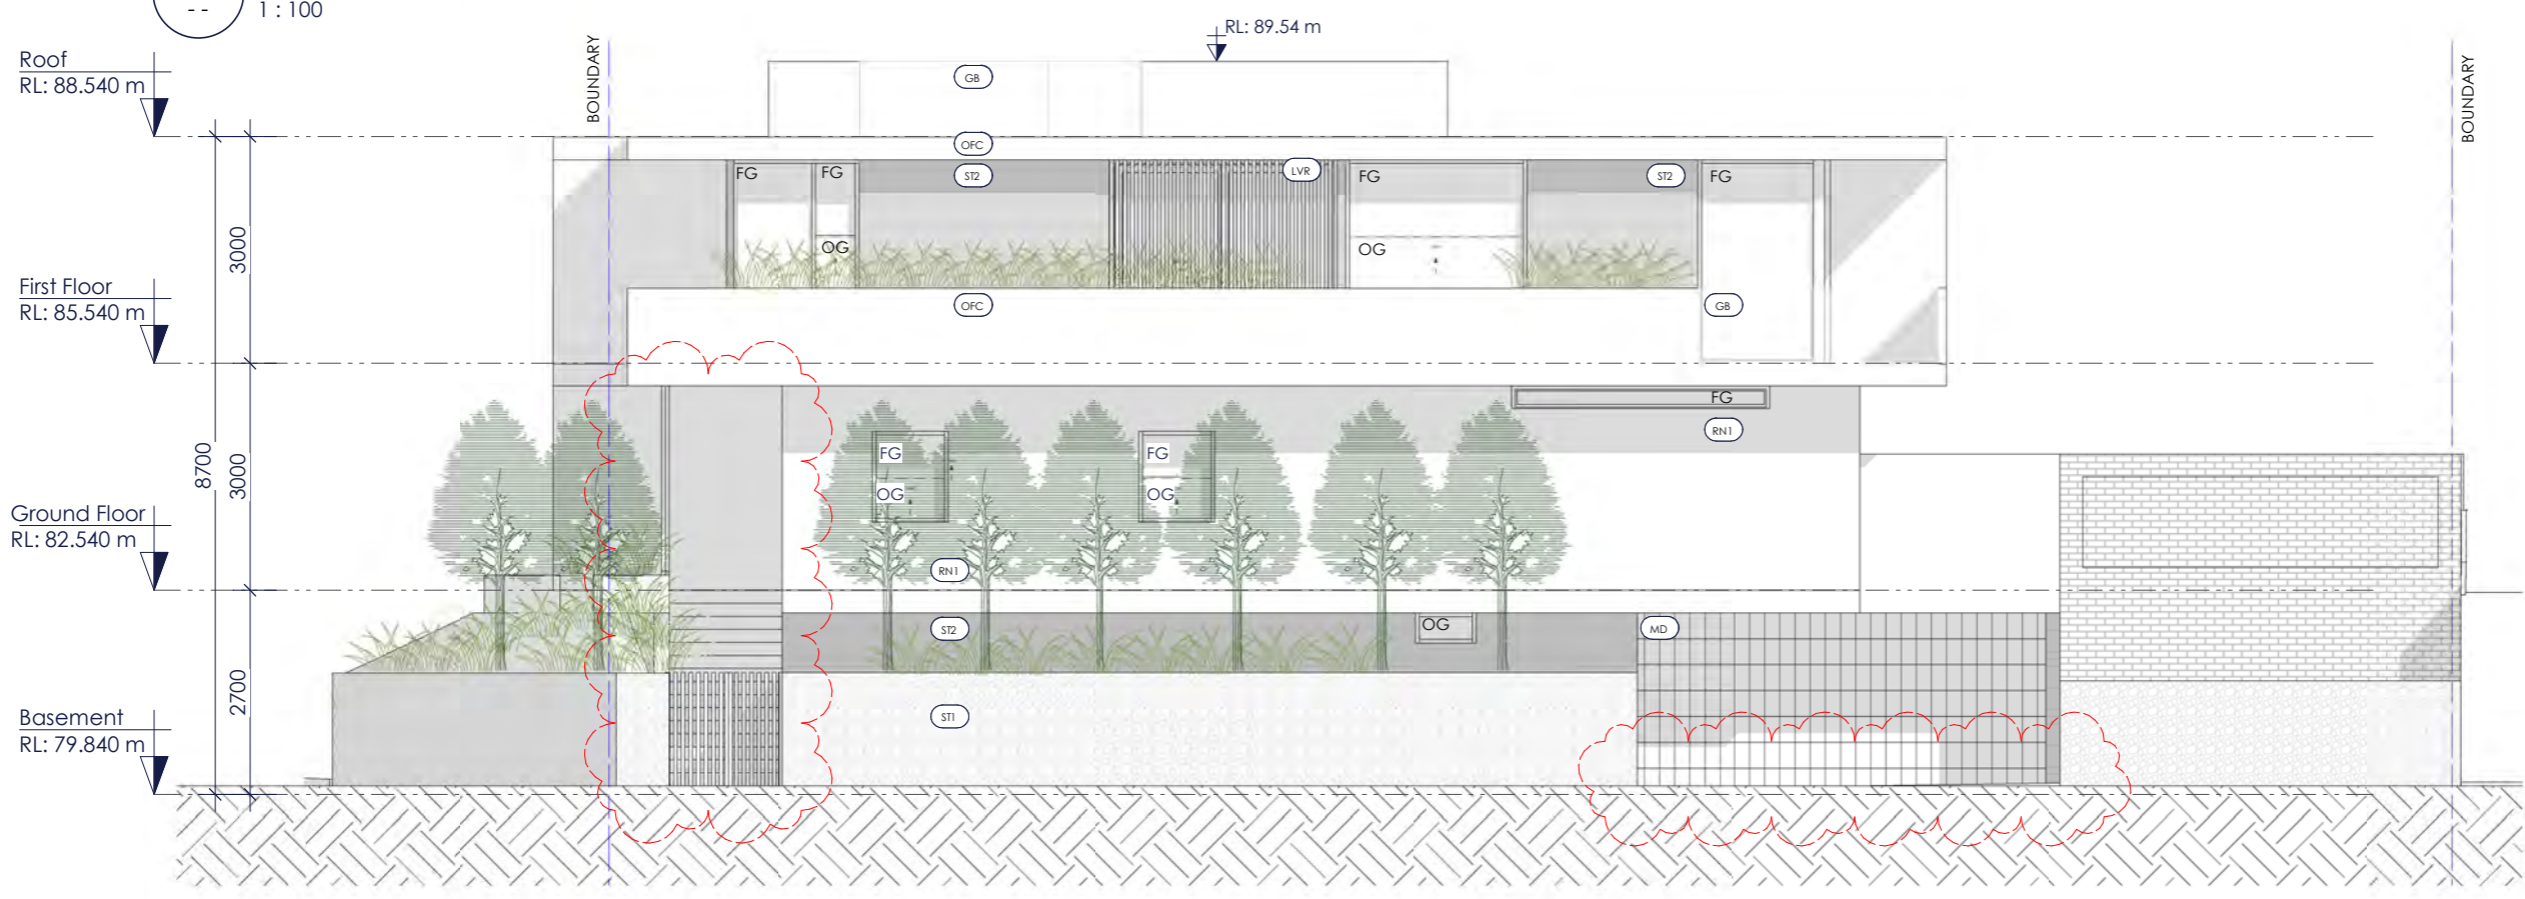 - -
1 : 100
RL: 89.54 m
Roof
RL: 88.540 m
BOUNDARY
BOUNDARY
GB
OFC
FG
FG
ST2
LVR
FG
ST2
FG
3000
OG
OG
First Floor
RL: 85.540 m
OFC
GB
FG
RN1
8700
3000
FG
FG
OG
OG
Ground Floor
RL: 82.540 m
RN1
ST2
OG
MD
2700
Basement
RL: 79.840 m
ST1